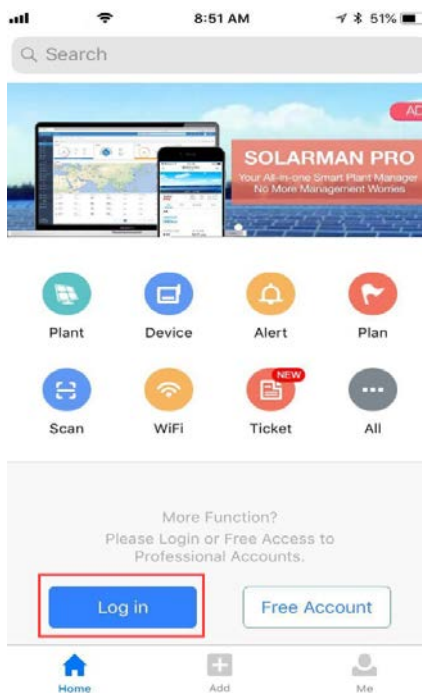 8:51 AM
51%
Search
AD
SOLARMAN PRO
Your All-in-one Smart Plant Manager
No More Management Worries
Plant
Device
Alert
Plan
NEW
Scan
WiFi
Ticket
All
More Function?
Please Login or Free Access to
Professional Accounts.
Log in
Free Account
Home
Add
Me